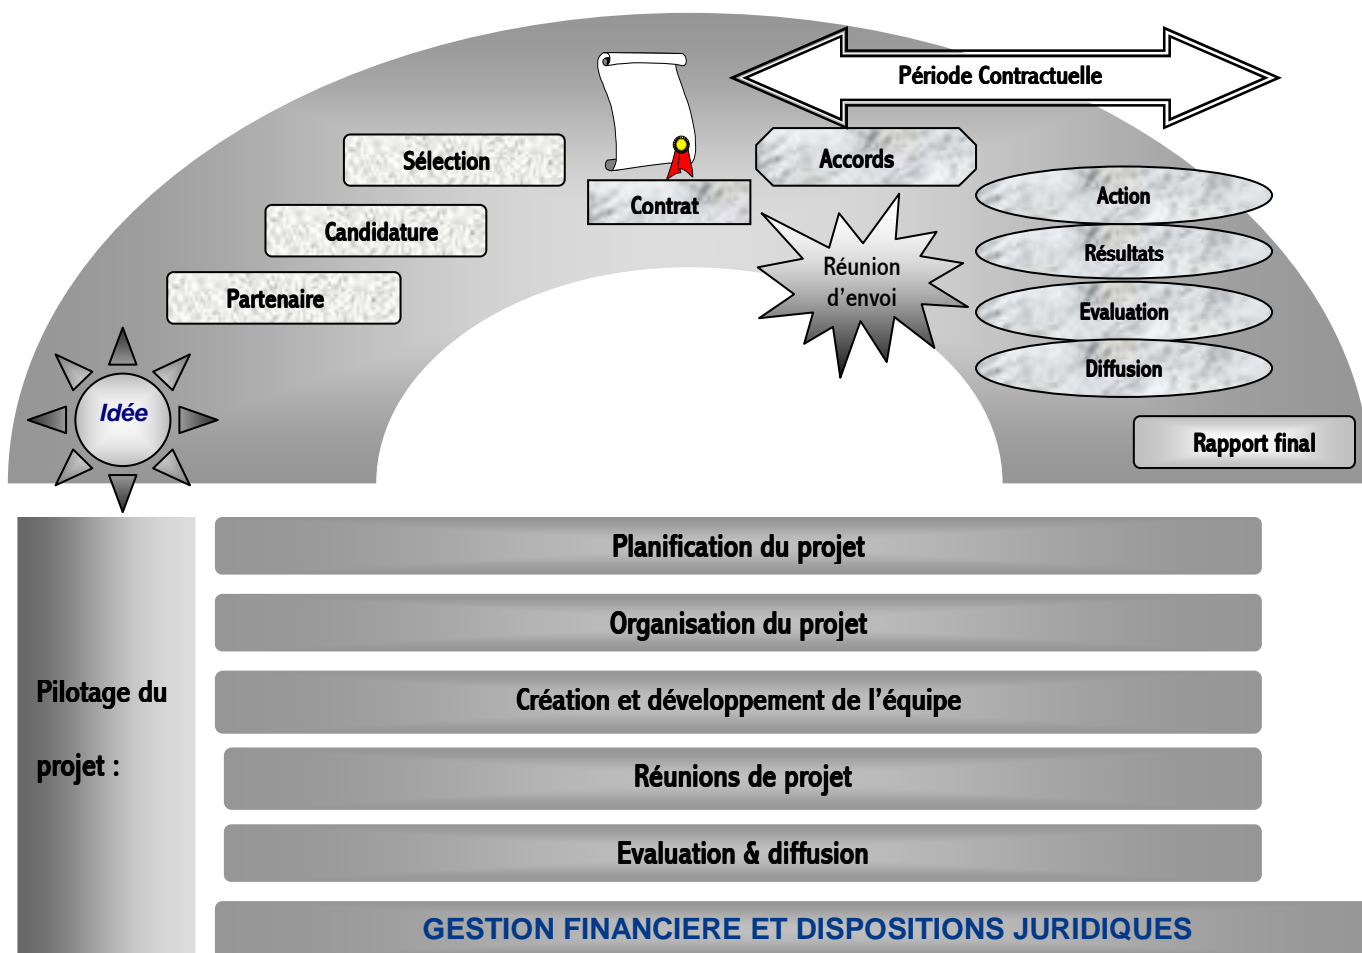 Période Contractuelle
Sélection
Accords
Contrat
Action
Candidature
Résultats
Réunion
d’envoi
Partenaire
Evaluation
Diffusion
Idée
Rapport final
Planification du projet
Organisation du projet
Pilotage du
projet :
Création et développement de l’équipe
Réunions de projet
Evaluation & diffusion
GESTION FINANCIERE ET DISPOSITIONS JURIDIQUES